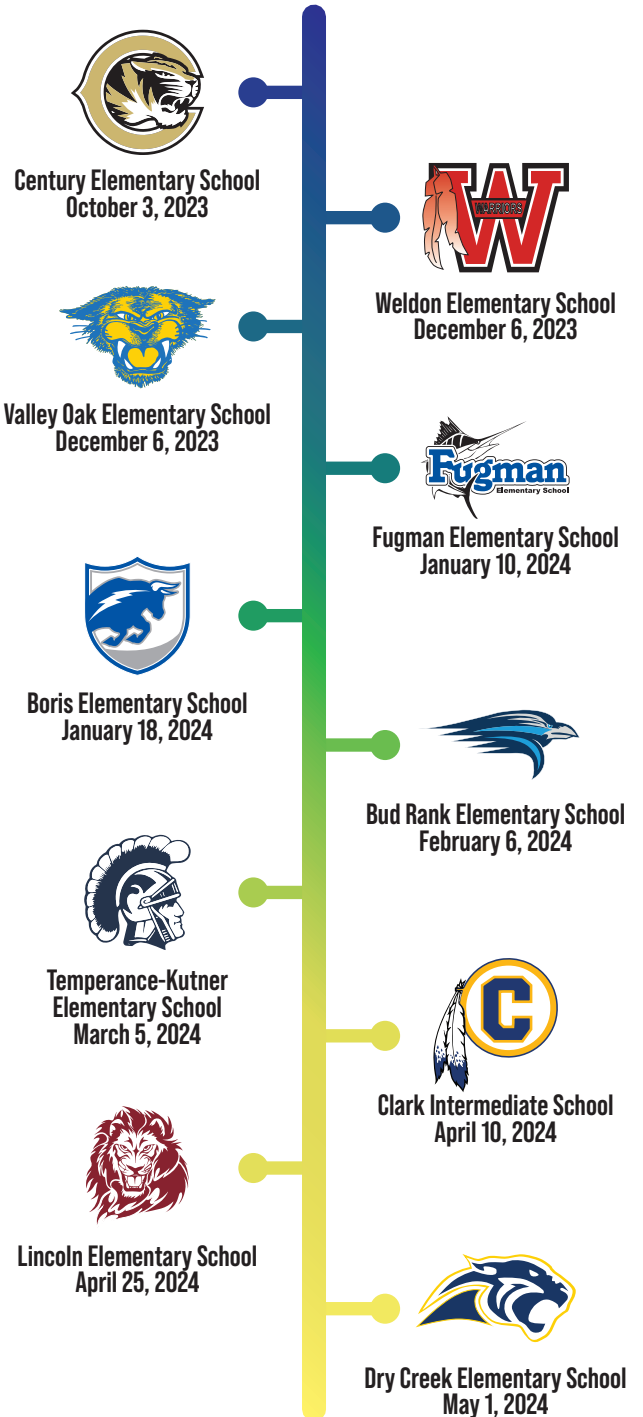 C
Century Elementary School
October 3, 2023
W
WARRIORS
Weldon Elementary School
December 6, 2023
Valley Oak Elementary School
December 6, 2023
Fugman
Elementary School
Fugman Elementary School
January 10, 2024
Boris Elementary School
January 18, 2024
Bud Rank Elementary School
February 6, 2024
Temperance-Kutner
Elementary School
March 5, 2024
C
Clark Intermediate School
April 10, 2024
Lincoln Elementary School
April 25, 2024
Dry Creek Elementary School
May 1, 2024